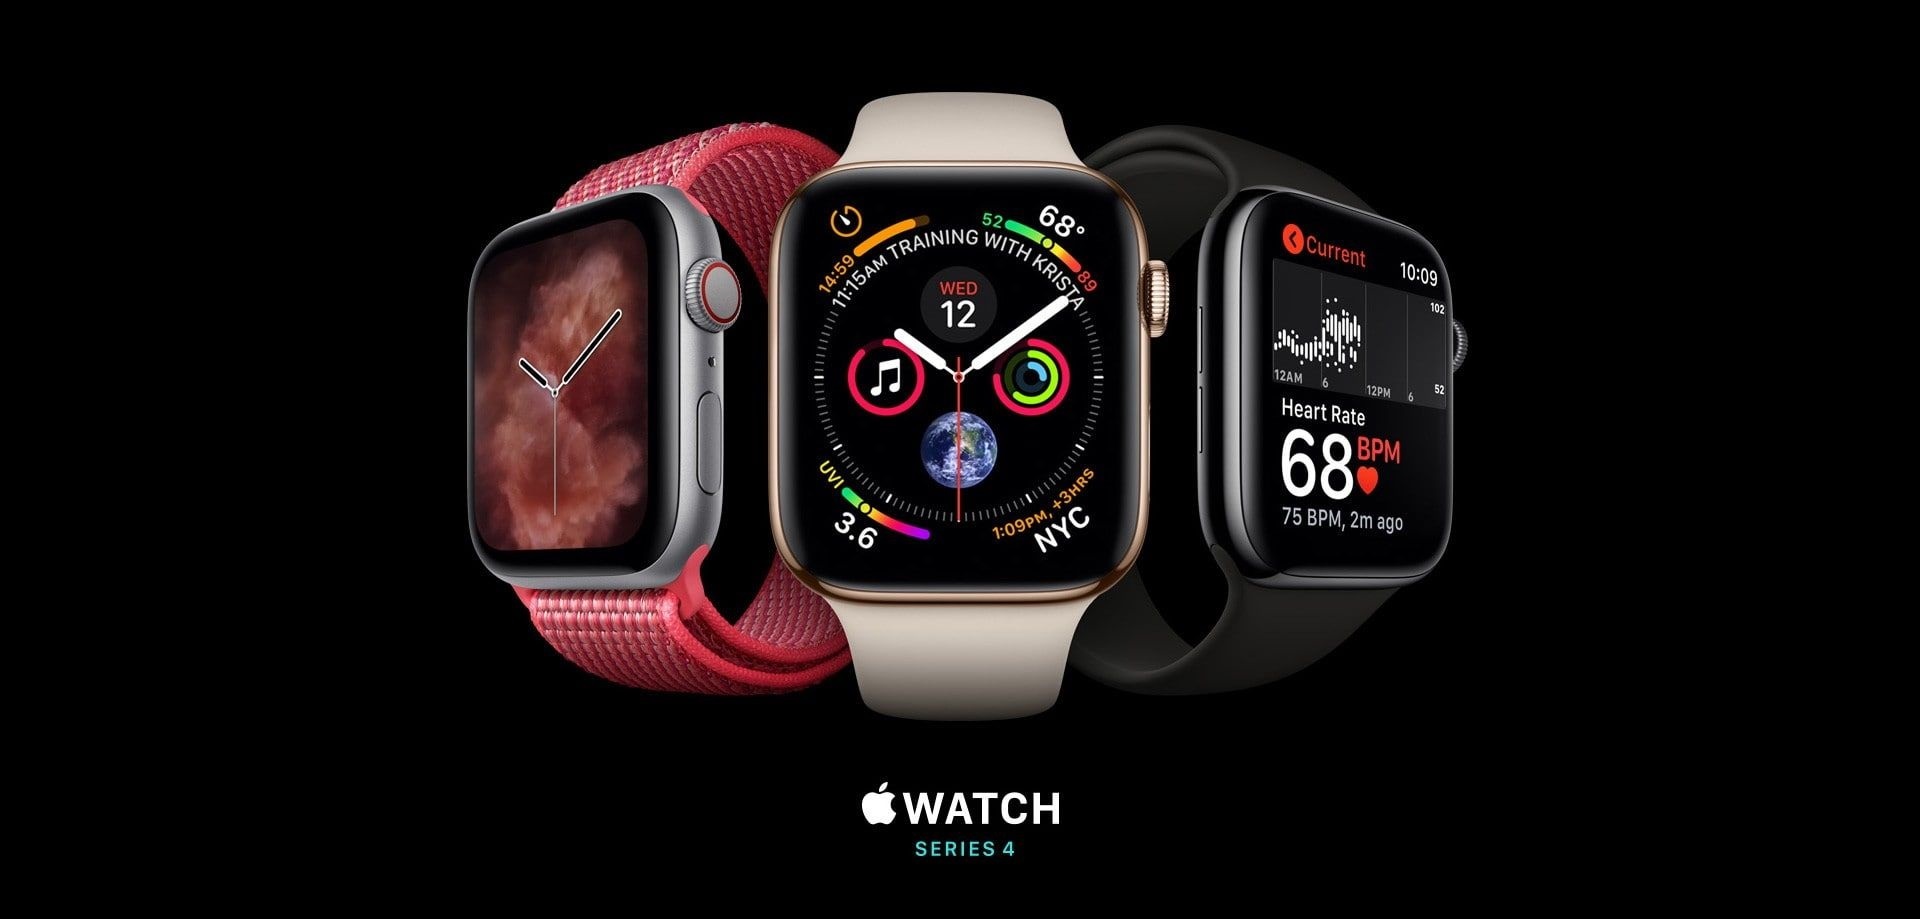 14:59
11:15AM TRAINING WITH KRISTA
52
68°
89
WED
12
UVI
3.6
1:09PM, +3HRS
NYC
Current
10:09
102
52
12AM
6
12PM
6
Heart Rate
68 BPM
75 BPM, 2m ago
WATCH
SERIES 4